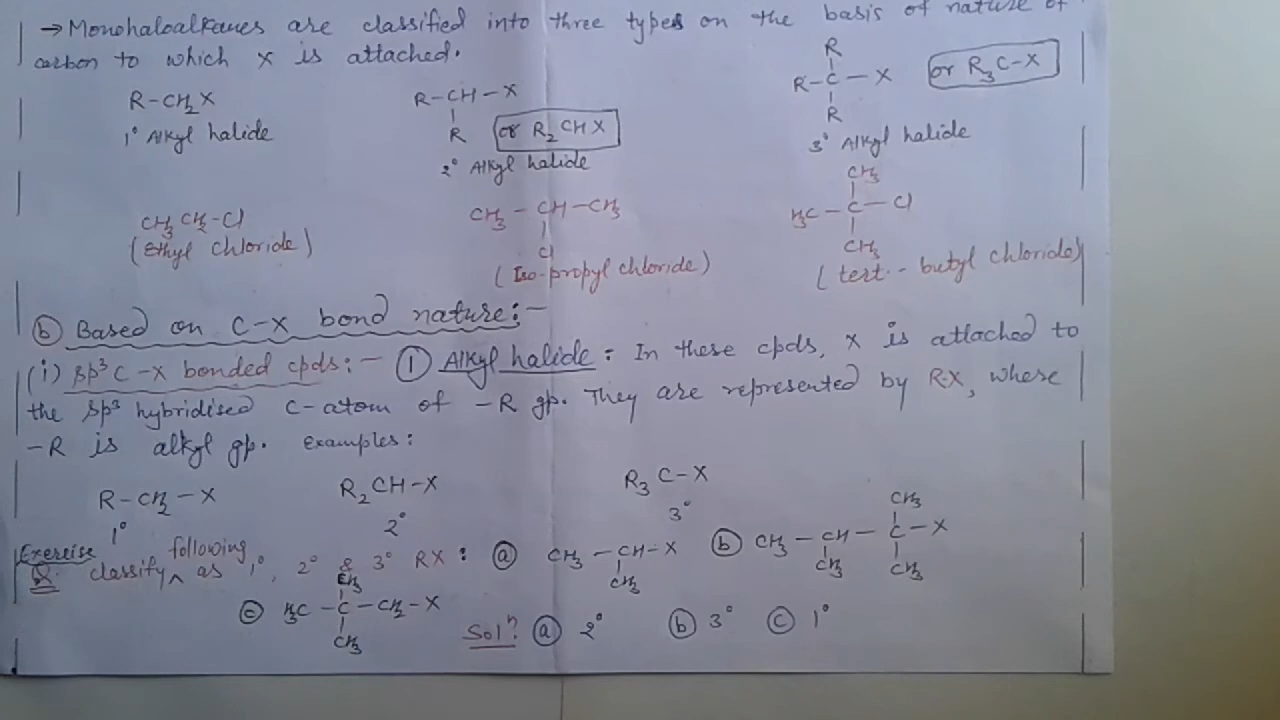 → Monohaloalkanes are classified into three types on the basis of nature of
carbon to which X is attached.
R-CH₂X
R-CH-X
|
R
or R₂CHX
R
|
R-C-X
|
R
or R₃C-X
1° Alkyl halide
2° Alkyl halide
3° Alkyl halide
CH₃CH₂-Cl
(Ethyl chloride)
CH₃-CH-CH₃
|
Cl
(Iso-propyl chloride)
CH₃
|
H₃C-C-Cl
|
CH₃
(tert.-butyl chloride)
(b) Based on C-X bond nature:-
(i) sp³C-X bonded cpds:- (1) Alkyl halide: In these cpds, X is attached to
the sp³ hybridised C-atom of -R gp. They are represented by R-X, where
-R is alkyl gp. Examples:
R-CH₂-X
1°
R₂CH-X
2°
R₃C-X
3°
Exercise
Q. classify ^ following as 1°, 2° & 3° RX: (a) CH₃-CH-X
|
CH₃
(b) CH₃-CH-C-X
CH₃
|
|
CH₃
|
CH₃
(c) H₃C-C-CH₂-X
CH₃
|
|
CH₃
Solⁿ: (a) 2° (b) 3° (c) 1°